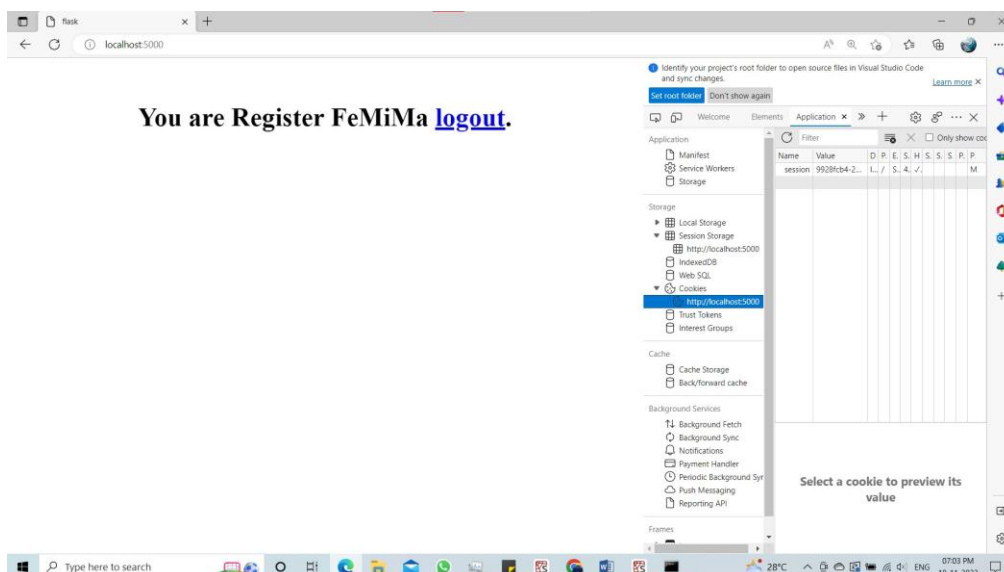 flask
localhost:5000
Identify your project's root folder to open source files in Visual Studio Code
and sync changes.
Learn more
Set root folder Don't show again
You are Register FeMiMa logout.
Welcome Elements Application
Application
Manifest
Service Workers
Storage
Storage
Local Storage
Session Storage
http://localhost:5000
IndexedDB
Web SQL
Cookies
http://localhost:5000
Trust Tokens
Interest Groups
Cache
Cache Storage
Back/forward cache
Background Services
Background Fetch
Background Sync
Notifications
Payment Handler
Periodic Background Syn
Push Messaging
Reporting API
Frames
Filter
Only show coo
Name Value D P. E. S. H S. S. S P. P
session 9928fcb4-2... I... / S.. 4.. ✓. M
Select a cookie to preview its
value
Type here to search
28°C
ENG
07:03 PM